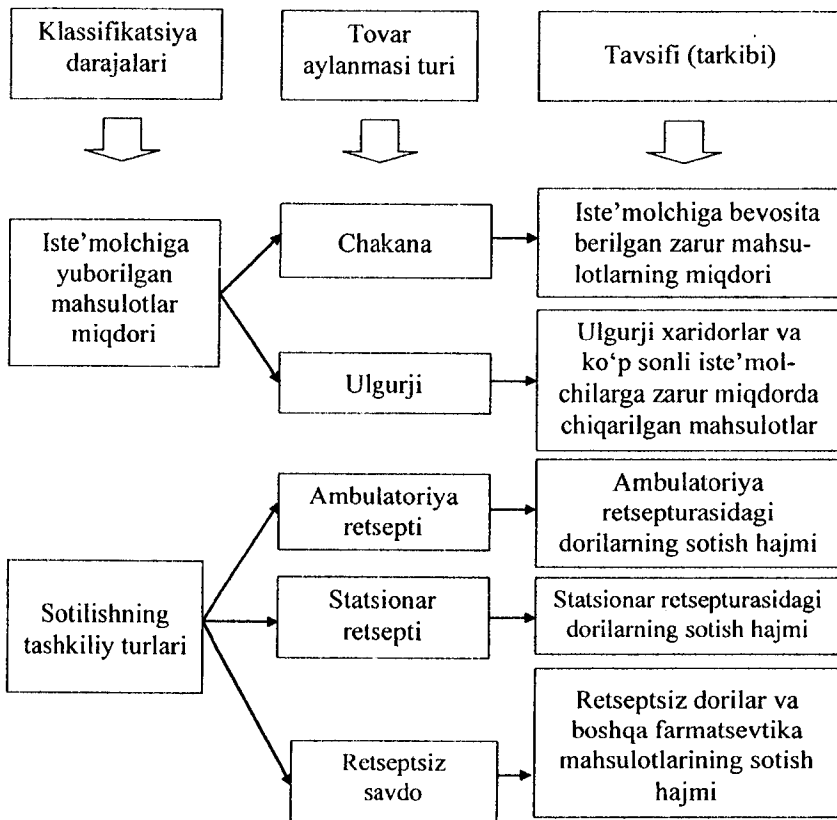 Klassifikatsiya
darajalari
Tovar
aylanmasi turi
Tavsifi (tarkibi)
Iste’molchiga
yuborilgan
mahsulotlar
miqdori
Chakana
Iste’molchiga bevosita
berilgan zarur mahsu-
lotlarning miqdori
Ulgurji
Ulgurji xaridorlar va
ko‘p sonli iste’mol-
chilarga zarur miqdorda
chiqarilgan mahsulotlar
Sotilishning
tashkiliy turlari
Ambulatoriya
retsepti
Ambulatoriya
retsepturasidagi
dorilarning sotish hajmi
Statsionar
retsepti
Statsionar retsepturasidagi
dorilarning sotish hajmi
Retseptsiz
savdo
Retseptsiz dorilar va
boshqa farmatsevtika
mahsulotlarining sotish
hajmi